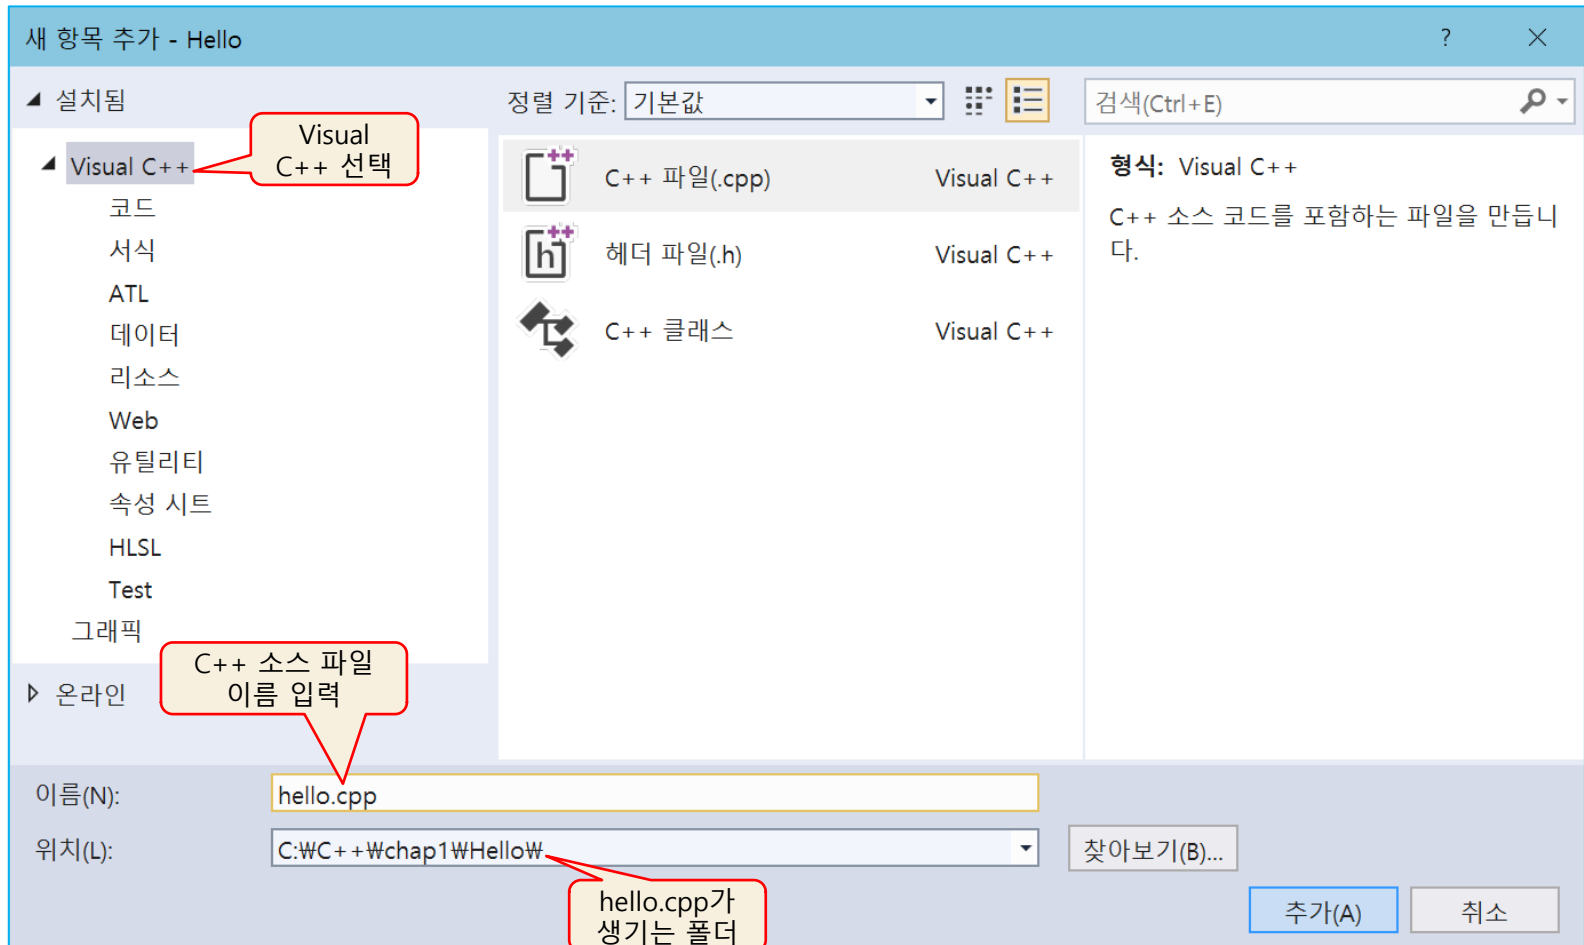 새 항목 추가 - Hello
?
설치됨
정렬 기준: 기본값
검색(Ctrl+E)
Visual C++
Visual
C++ 선택
코드
서식
ATL
데이터
리소스
Web
유틸리티
속성 시트
HLSL
Test
그래픽
온라인
C++ 파일(.cpp) Visual C++
헤더 파일(.h) Visual C++
C++ 클래스 Visual C++
형식: Visual C++
C++ 소스 코드를 포함하는 파일을 만듭니
다.
C++ 소스 파일
이름 입력
이름(N): hello.cpp
위치(L): C:₩C++₩chap1₩Hello₩
찾아보기(B)...
hello.cpp가
생기는 폴더
추가(A)
취소